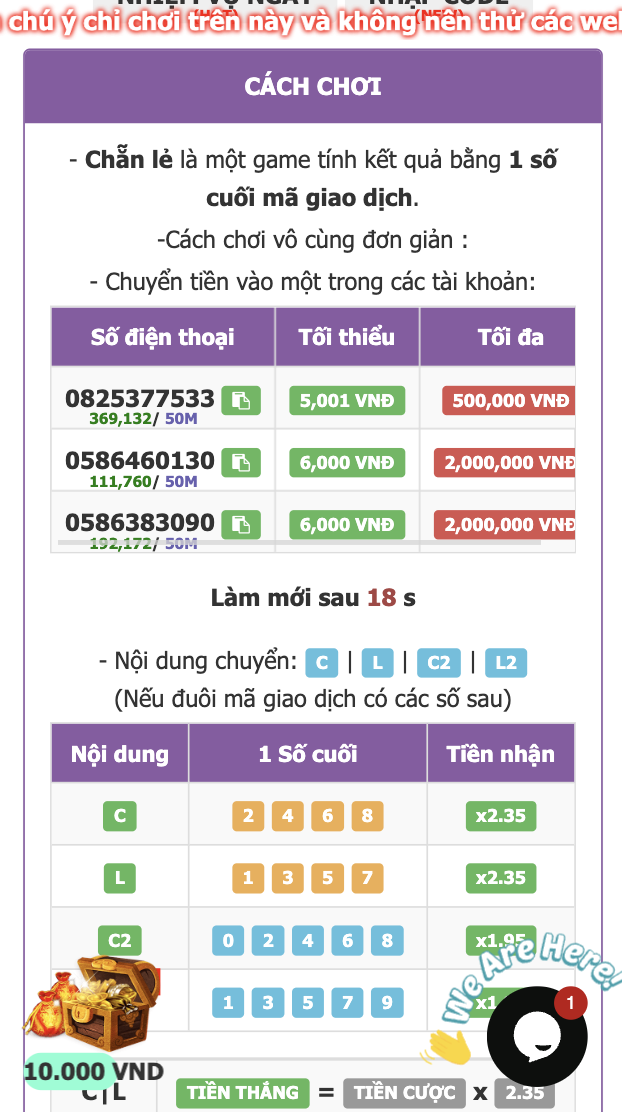 NHIỆM VỤ NGÀY NHẬP CODE
(HOT) (NEW)
chú ý chỉ chơi trên này và không nên thử các wel
CÁCH CHƠI
- Chẵn lẻ là một game tính kết quả bằng 1 số
cuối mã giao dịch.
-Cách chơi vô cùng đơn giản :
- Chuyển tiền vào một trong các tài khoản:
Số điện thoại Tối thiểu Tối đa
0825377533 5,001 VNĐ 500,000 VNĐ
369,132/ 50M
0586460130 6,000 VNĐ 2,000,000 VNĐ
111,760/ 50M
0586383090 6,000 VNĐ 2,000,000 VNĐ
192,172/ 50M
Làm mới sau 18 s
- Nội dung chuyển: C | L | C2 | L2
(Nếu đuôi mã giao dịch có các số sau)
Nội dung 1 Số cuối Tiền nhận
C 2 4 6 8 x2.35
L 1 3 5 7 x2.35
C2 0 2 4 6 8 x1.95
1 3 5 7 9 x1
We Are Here!
1
10.000 VND
C|L TIỀN THẮNG = TIỀN CƯỢC x 2.35